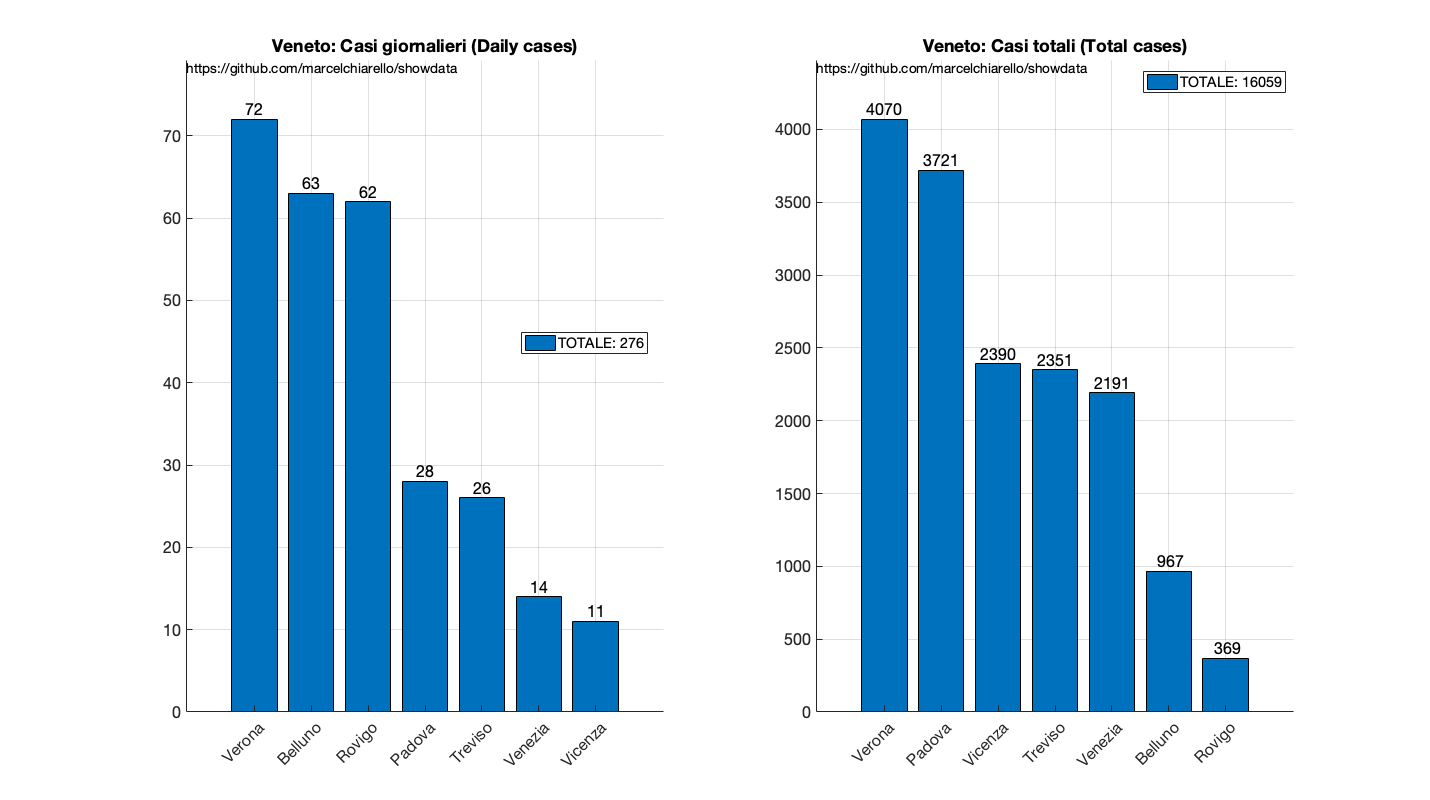 Veneto: Casi giornalieri (Daily cases)
https://github.com/marcelchiarello/showdata
TOTALE: 276
70
60
50
40
30
20
10
0
72
63
62
28
26
14
11
Verona
Belluno
Rovigo
Padova
Treviso
Venezia
Vicenza
Veneto: Casi totali (Total cases)
https://github.com/marcelchiarello/showdata
TOTALE: 16059
4000
3500
3000
2500
2000
1500
1000
500
0
4070
3721
2390
2351
2191
967
369
Verona
Padova
Vicenza
Treviso
Venezia
Belluno
Rovigo